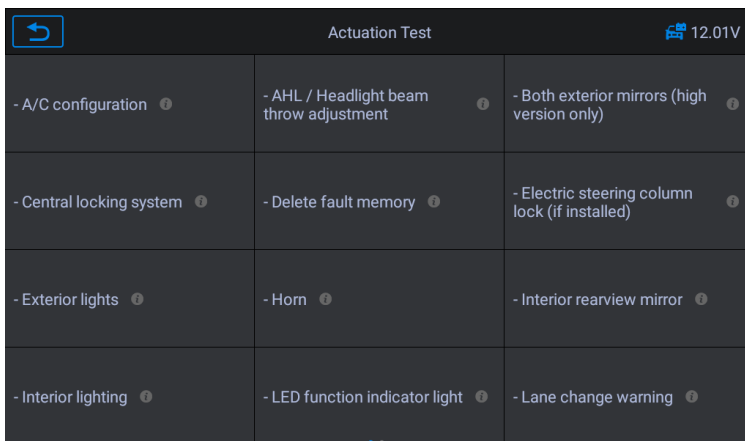 Actuation Test
12.01V
- A/C configuration
- AHL / Headlight beam
throw adjustment
- Both exterior mirrors (high
version only)
- Central locking system
- Delete fault memory
- Electric steering column
lock (if installed)
- Exterior lights
- Horn
- Interior rearview mirror
- Interior lighting
- LED function indicator light
- Lane change warning